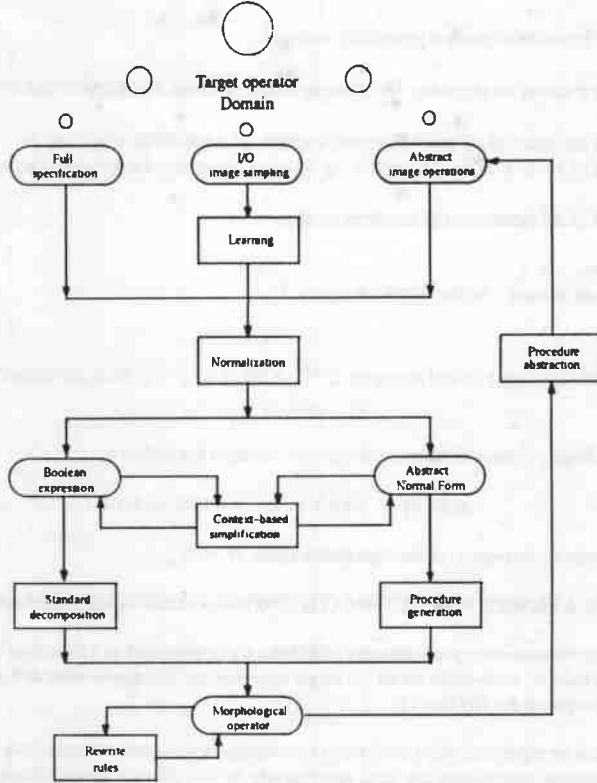 Target operator
Domain
Full
specification
I/O
image sampling
Abstract
image operations
Learning
Normalization
Procedure
abstraction
Boolean
expression
Abstract
Normal Form
Context-based
simplification
Standard
decomposition
Procedure
generation
Morphological
operator
Rewrite
rules